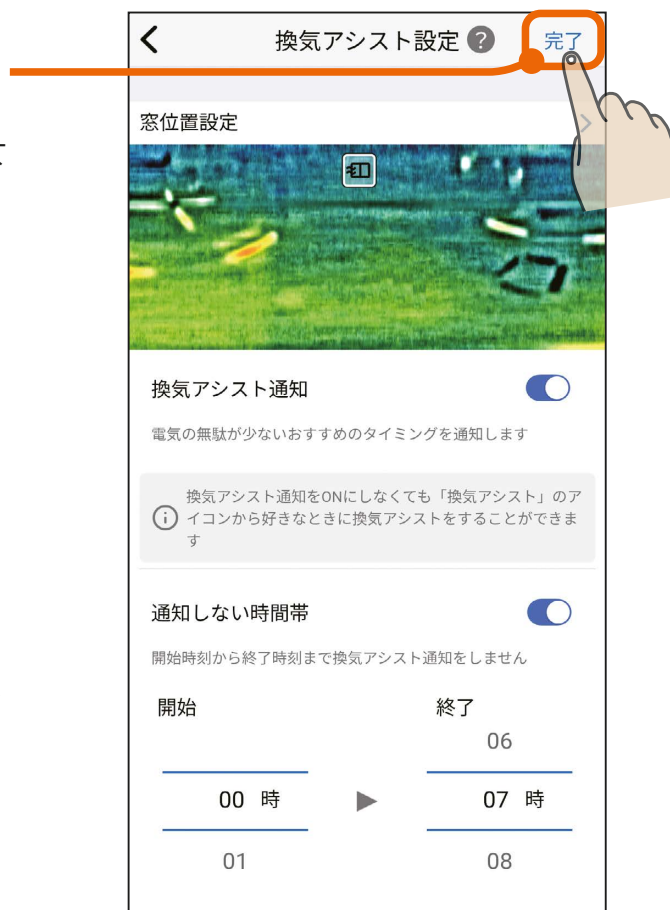 換気アシスト設定 ? 完了
窓位置設定
換気アシスト通知
電気の無駄が少ないおすすめのタイミングを通知します
換気アシスト通知をONにしなくても「換気アシスト」のア
イコンから好きなときに換気アシストをすることができま
す
通知しない時間帯
開始時刻から終了時刻まで換気アシスト通知をしません
開始 終了
06
00 時 ▶ 07 時
01 08